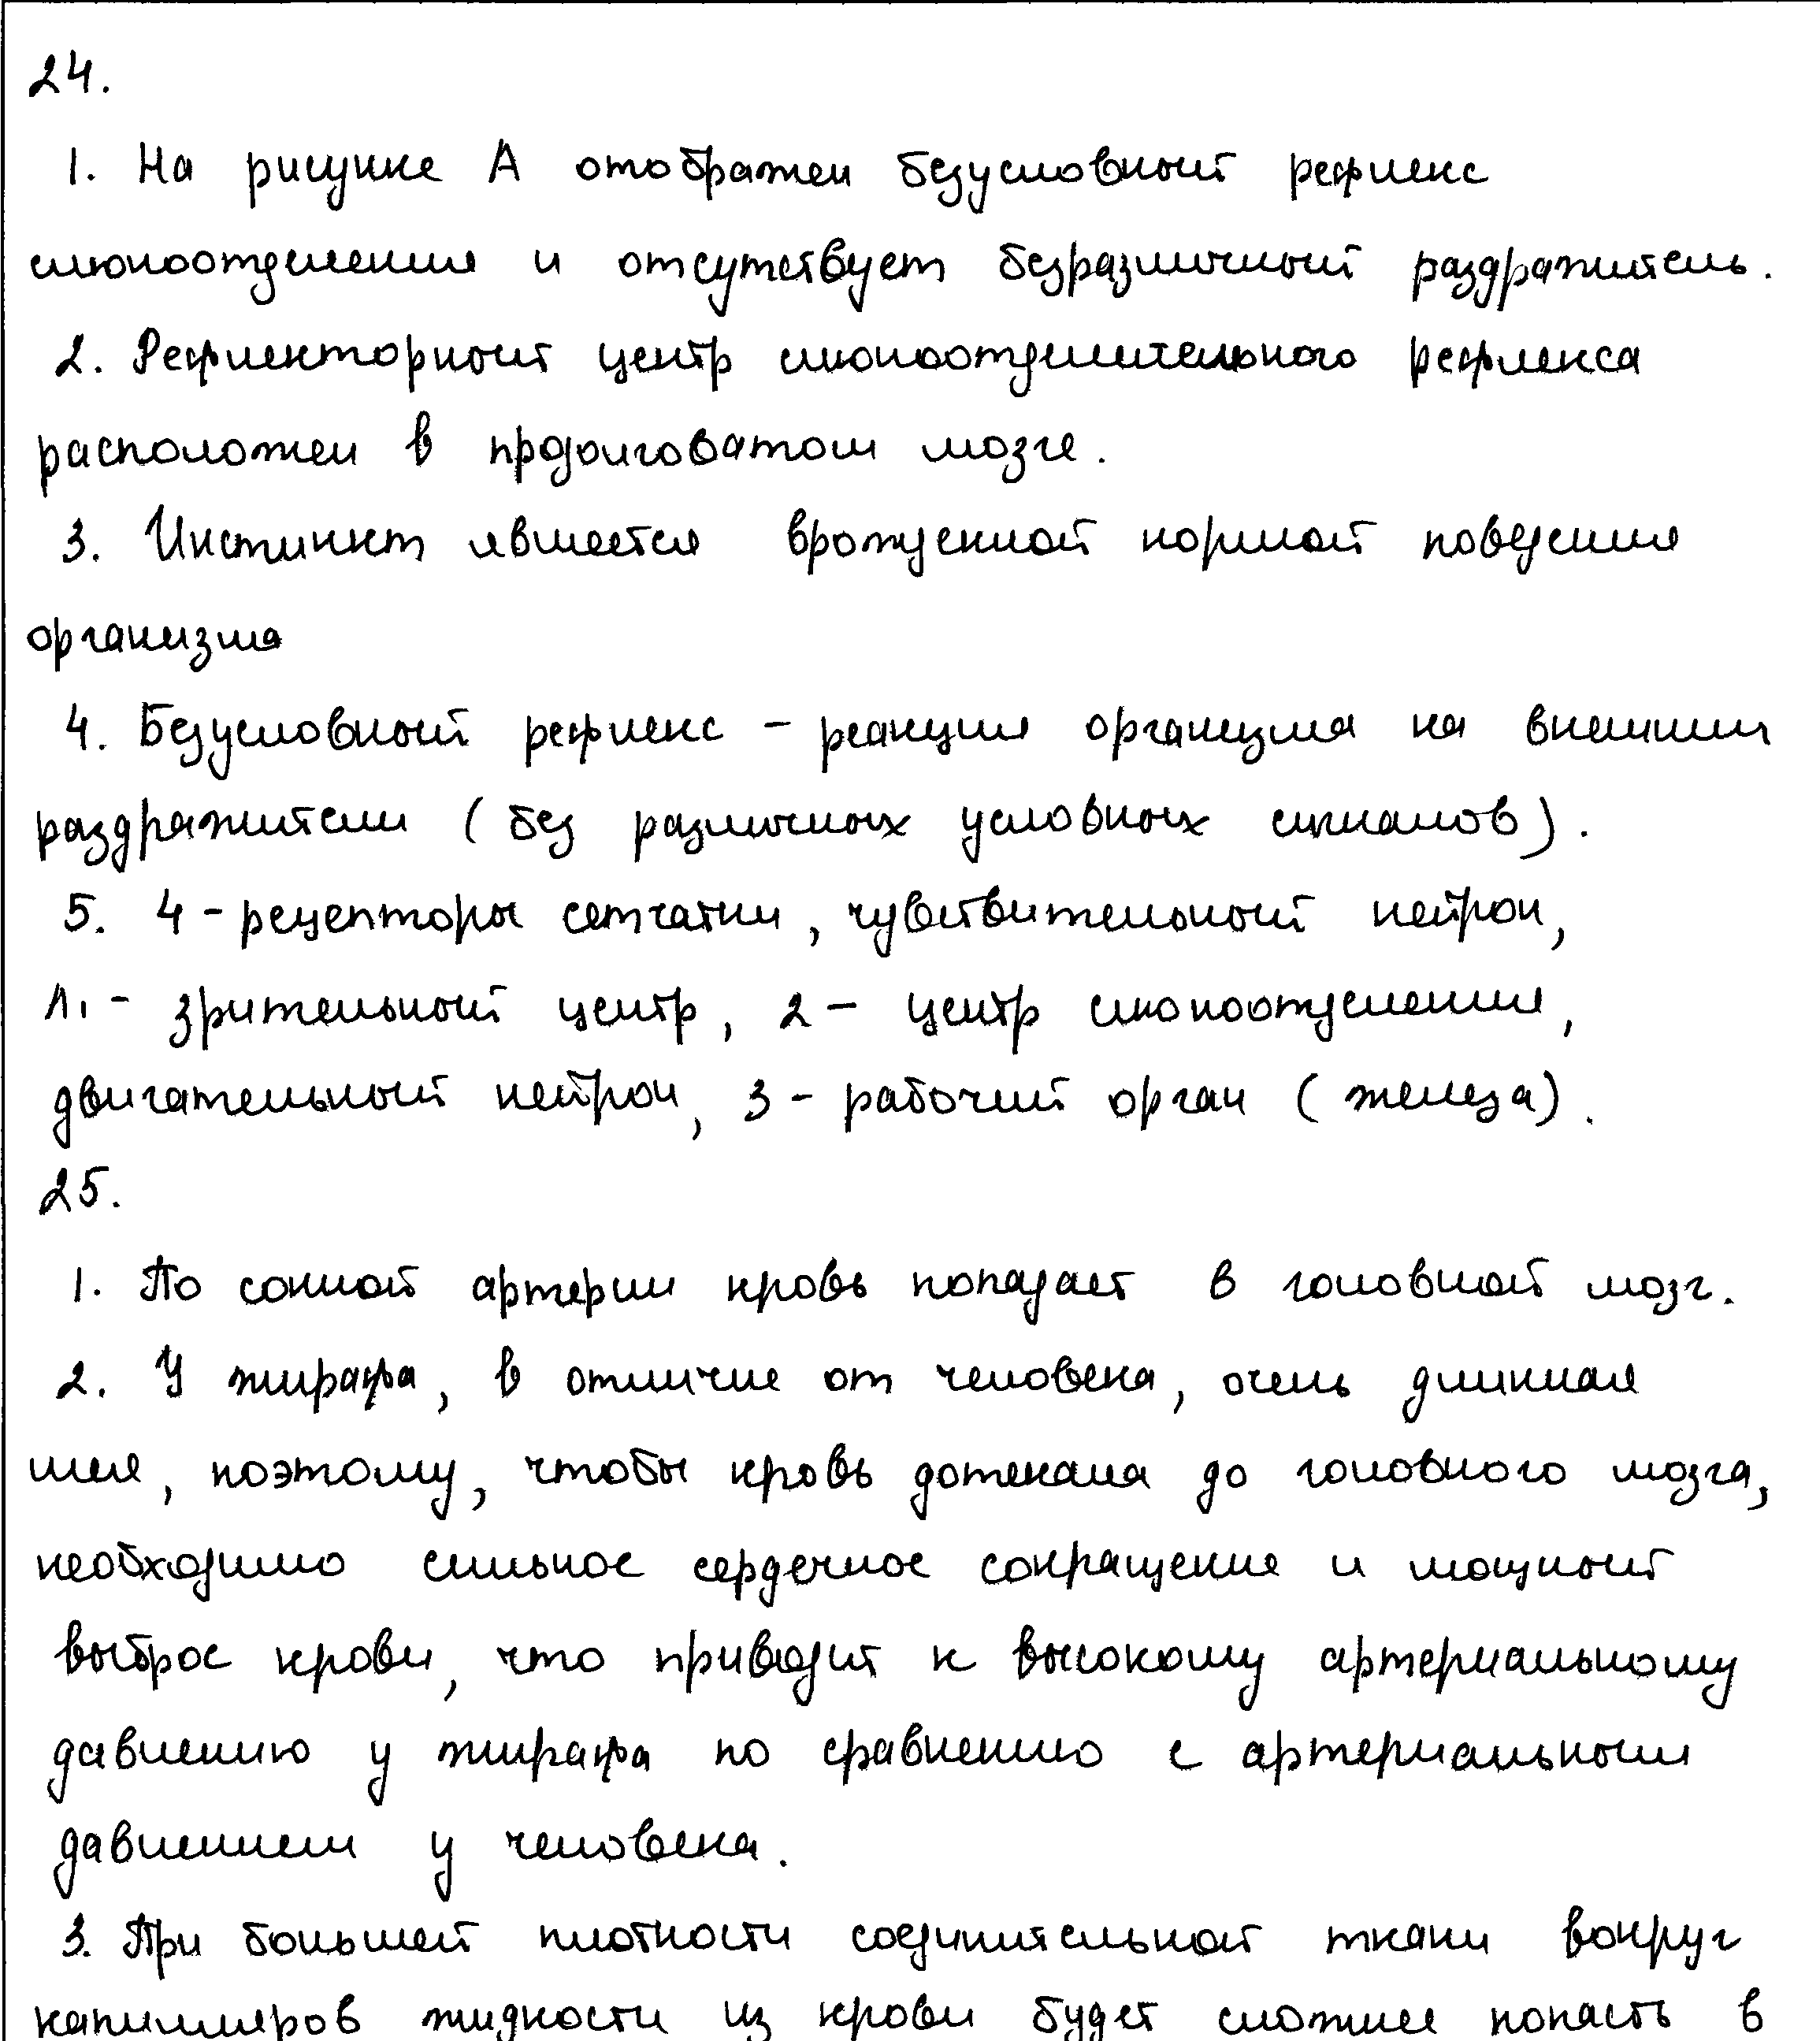 24.
1. На рисунке А отображен безусловный рефлекс
слюноотделения и отсутствует безразличный раздражитель.
2. Рефлекторный центр слюноотделительного рефлекса
расположен в продолговатом мозге.
3. Инстинкт является врожденной нормой поведения
организма
4. Безусловный рефлекс – реакция организма на внешнии
раздражители (без различных условных сигналов).
5. 4 – рецепторы сетчатки, чувствительный нейрон,
1. – зрительный центр, 2 – центр слюноотделения,
двигательный нейрон, 3 – рабочий орган (железа).
25.
1. По сонной артерии кровь попадает в головной мозг.
2. У жирафа, в отличие от человека, очень длинная
шея, поэтому, чтобы кровь дотекала до головного мозга,
необходимо сильное сердечное сокращение и мощный
выброс крови, что приводит к высокому артериальному
давлению у жирафа по сравнению с артериальным
давлением у человека.
3. При большей плотности соединительной ткани вокруг
капилляров жидкости из крови будет сложнее попасть в